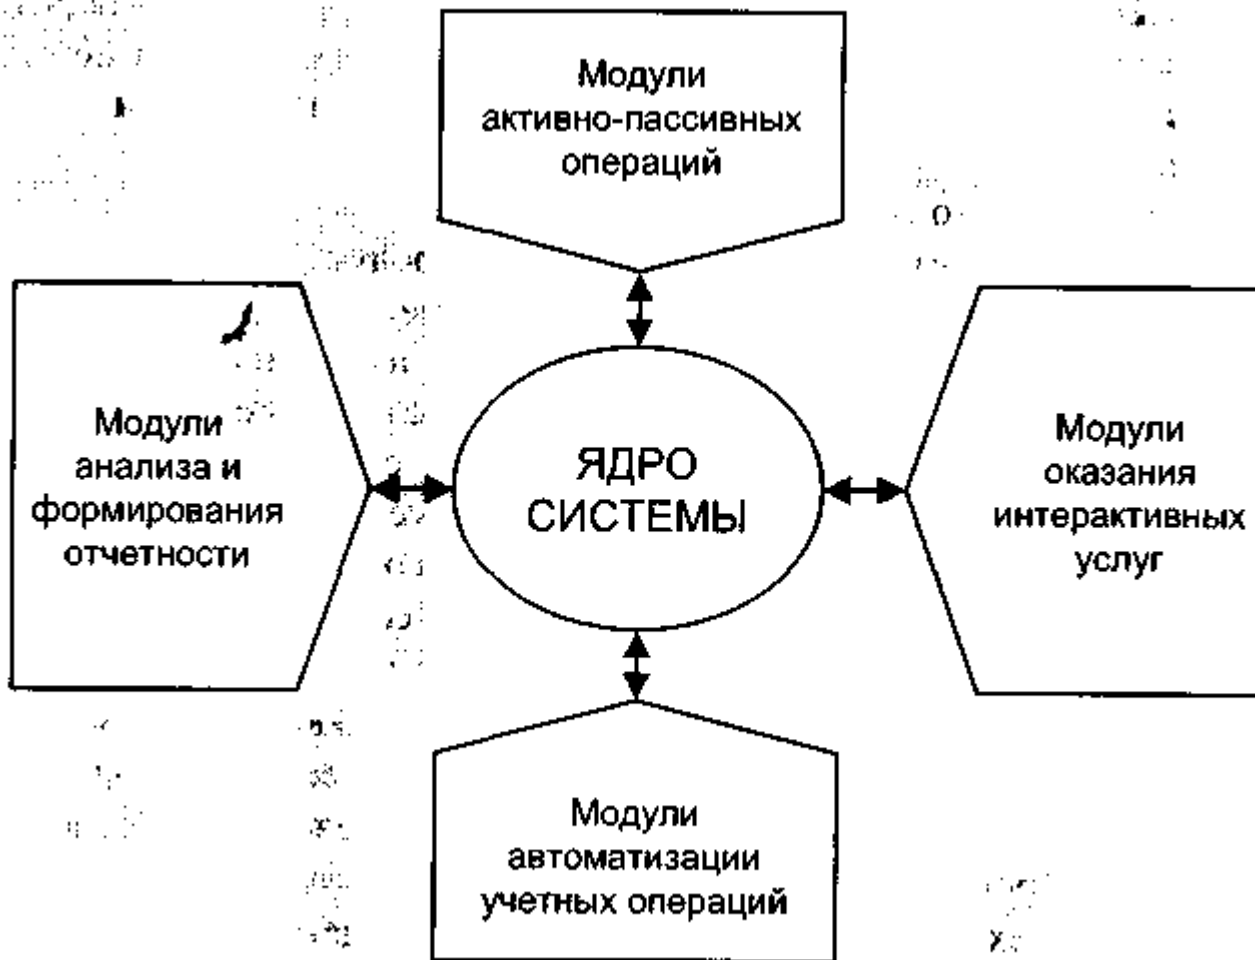 Модули
активно-пассивных
операций
Модули
анализа и
формирования
отчетности
ЯДРО
СИСТЕМЫ
Модули
оказания
интерактивных
услуг
Модули
автоматизации
учетных операций